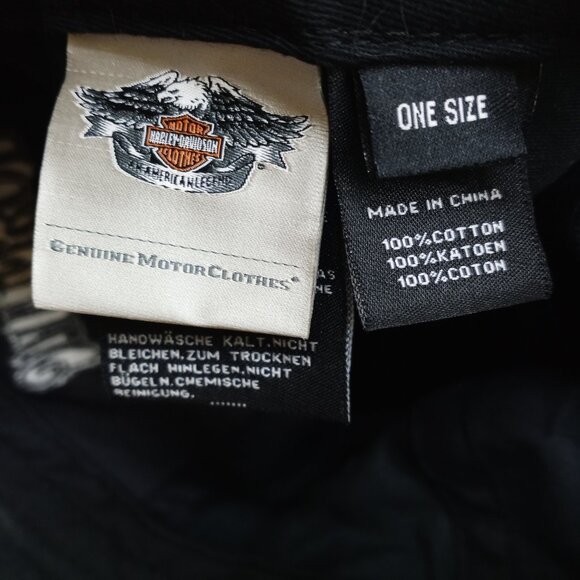 MOTOR
HARLEY-DAVIDSON
CLOTHES
AN AMERICAN LEGEND
®
GENUINE MOTORCLOTHES®
ONE SIZE
MADE IN CHINA
100%COTTON
100%KATOEN
100%COTON
HANDWÄSCHE KALT.NICHT
BLEICHEN.ZUM TROCKNEN
FLACH HINLEGEN.NICHT
BÜGELN.CHEMISCHE
REINIGUNG.